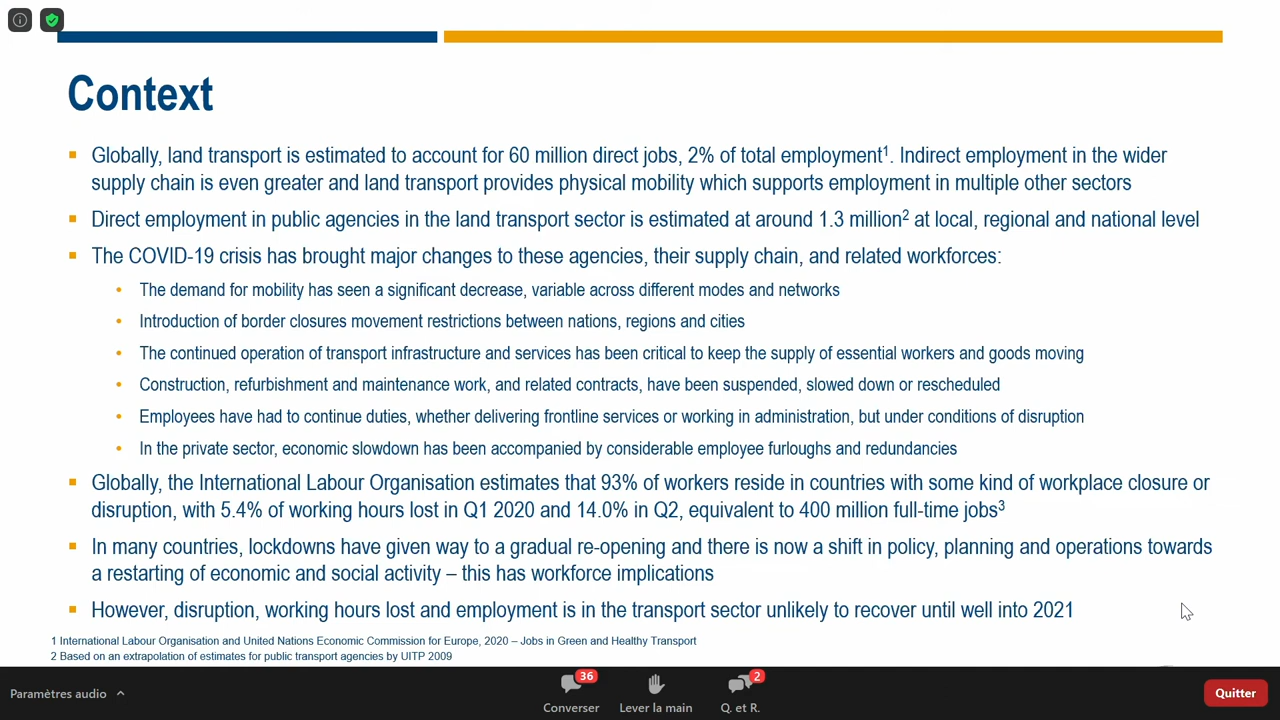 Context
Globally, land transport is estimated to account for 60 million direct jobs, 2% of total employment¹. Indirect employment in the wider
supply chain is even greater and land transport provides physical mobility which supports employment in multiple other sectors
Direct employment in public agencies in the land transport sector is estimated at around 1.3 million² at local, regional and national level
The COVID-19 crisis has brought major changes to these agencies, their supply chain, and related workforces:
The demand for mobility has seen a significant decrease, variable across different modes and networks
Introduction of border closures movement restrictions between nations, regions and cities
The continued operation of transport infrastructure and services has been critical to keep the supply of essential workers and goods moving
Construction, refurbishment and maintenance work, and related contracts, have been suspended, slowed down or rescheduled
Employees have had to continue duties, whether delivering frontline services or working in administration, but under conditions of disruption
In the private sector, economic slowdown has been accompanied by considerable employee furloughs and redundancies
Globally, the International Labour Organisation estimates that 93% of workers reside in countries with some kind of workplace closure or
disruption, with 5.4% of working hours lost in Q1 2020 and 14.0% in Q2, equivalent to 400 million full-time jobs³
In many countries, lockdowns have given way to a gradual re-opening and there is now a shift in policy, planning and operations towards
a restarting of economic and social activity – this has workforce implications
However, disruption, working hours lost and employment is in the transport sector unlikely to recover until well into 2021
1 International Labour Organisation and United Nations Economic Commission for Europe, 2020 – Jobs in Green and Healthy Transport
2 Based on an extrapolation of estimates for public transport agencies by UITP 2009
36
2
Paramètres audio
Converser
Lever la main
Q. et R.
Quitter